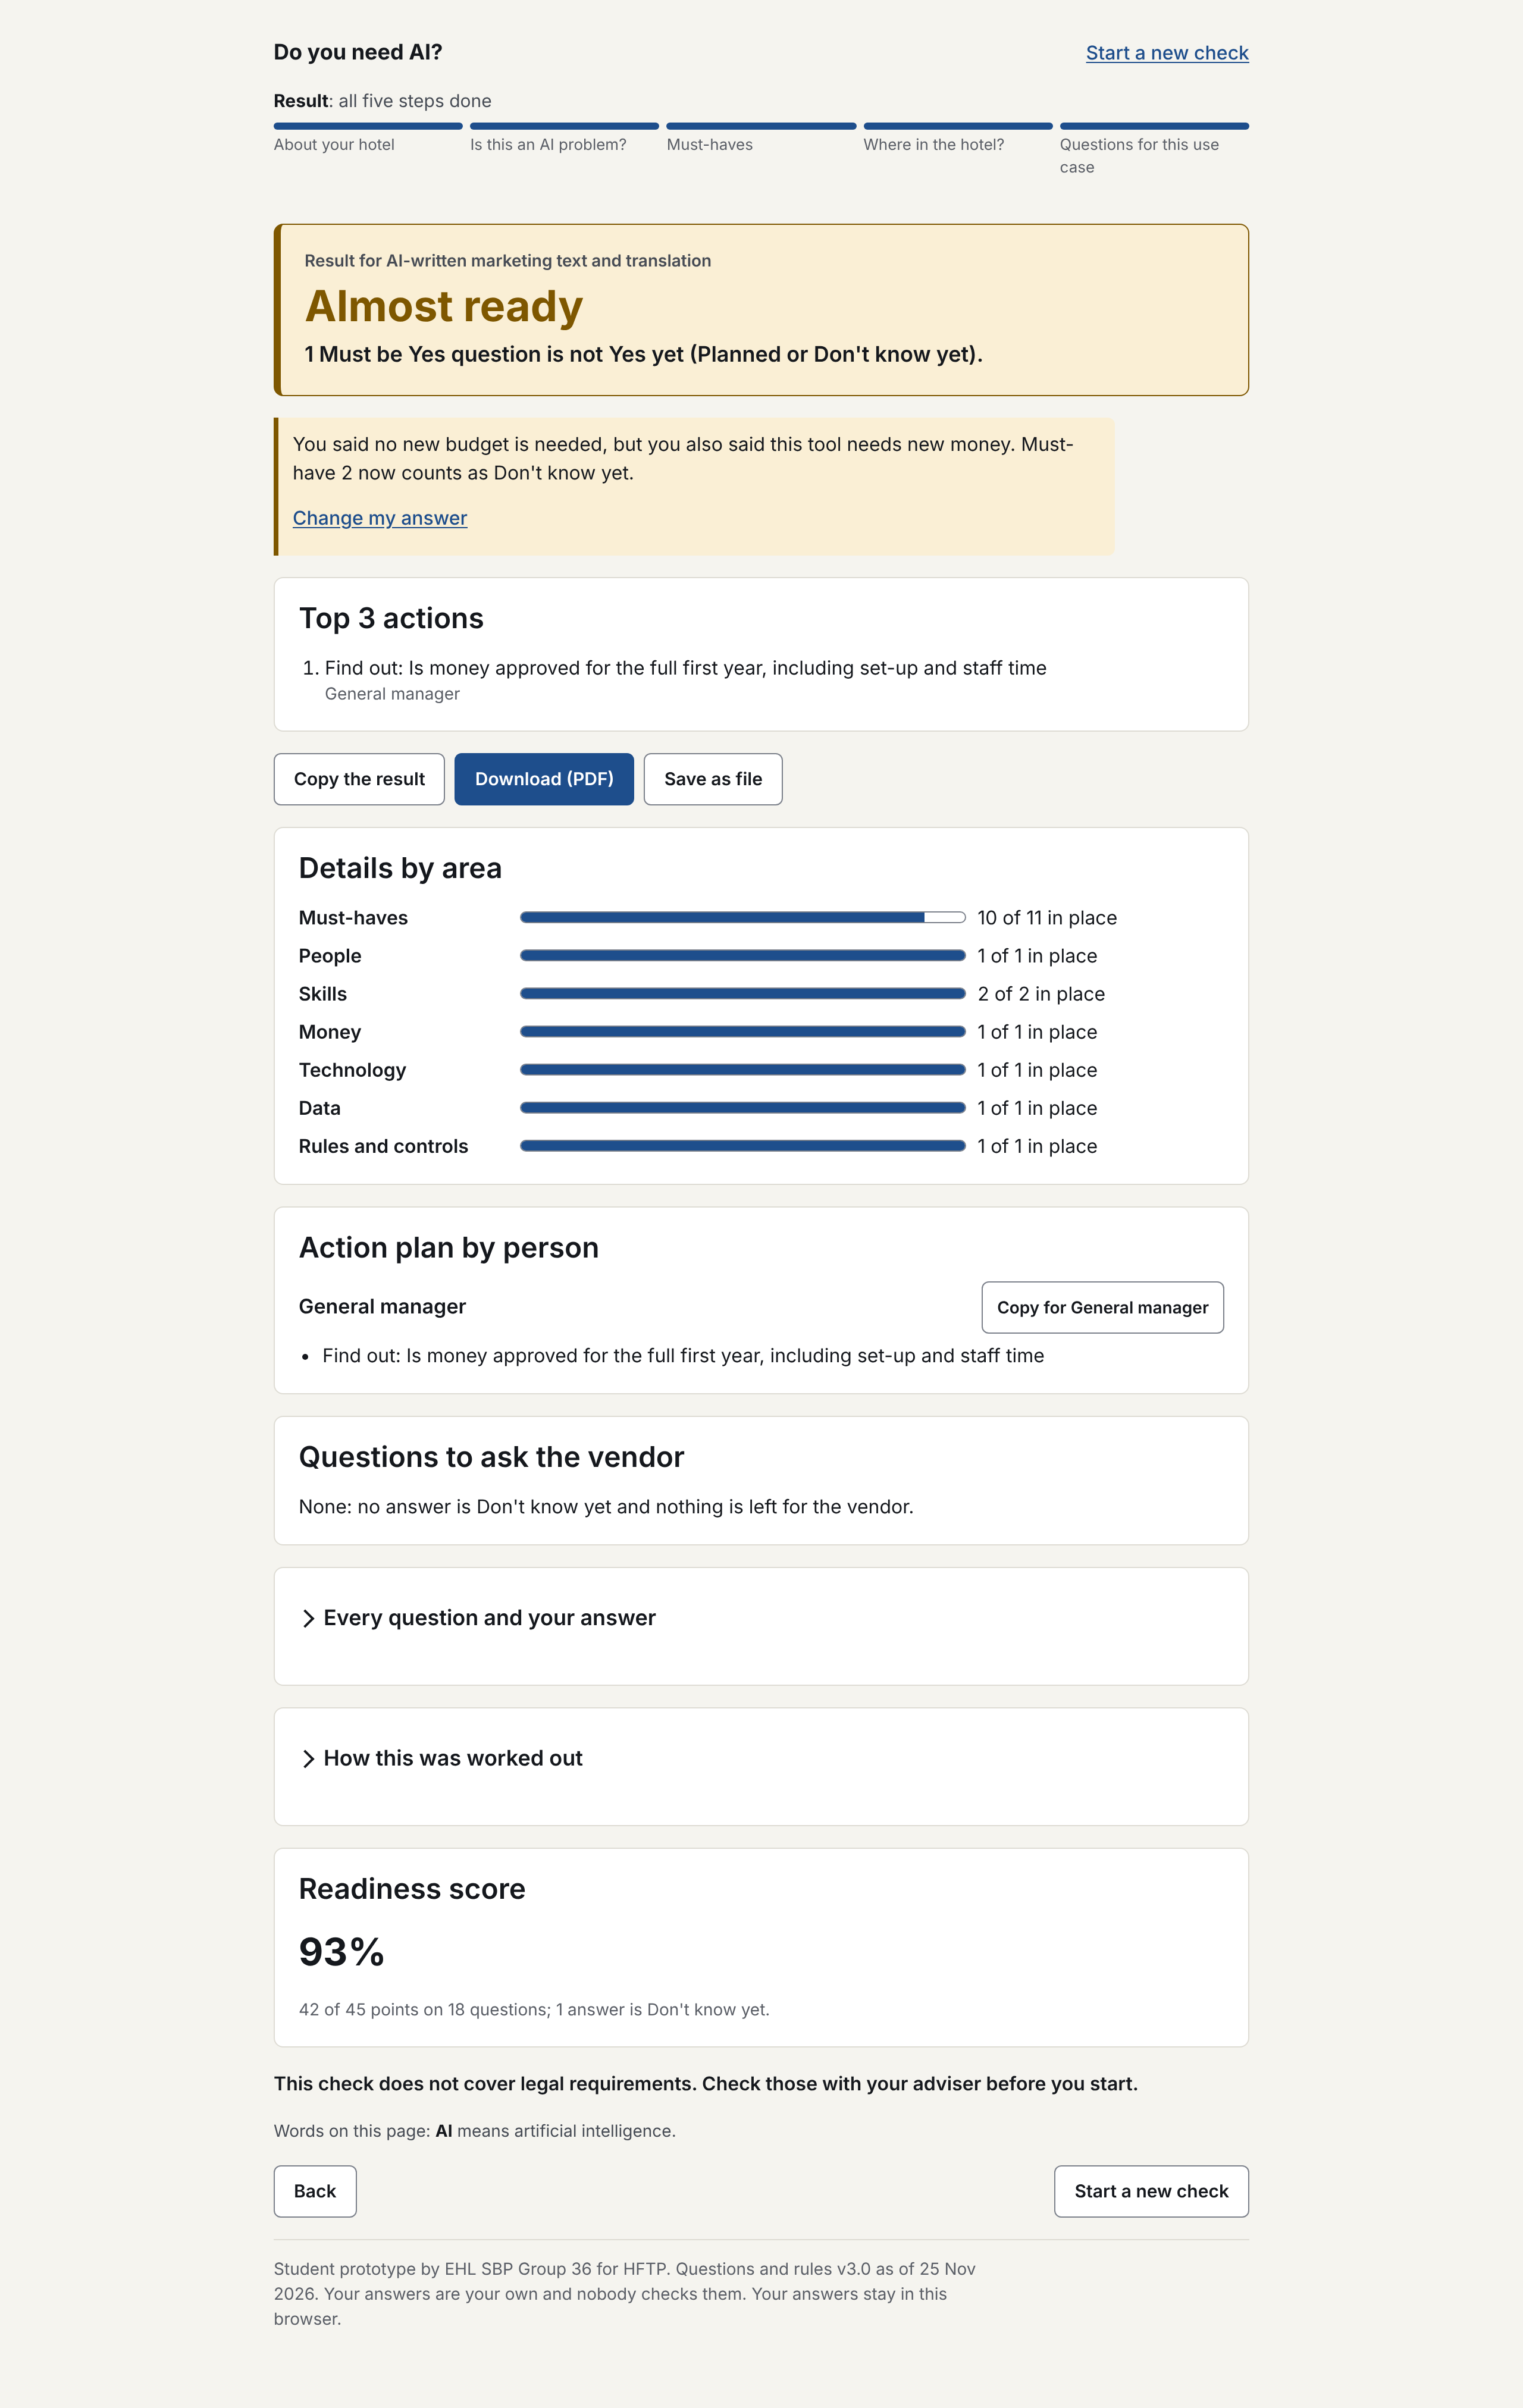 Do you need AI?
Start a new check
Result: all five steps done
About your hotel
Is this an AI problem?
Must-haves
Where in the hotel?
Questions for this use
case
Result for AI-written marketing text and translation
Almost ready
1 Must be Yes question is not Yes yet (Planned or Don't know yet).
You said no new budget is needed, but you also said this tool needs new money. Must-
have 2 now counts as Don't know yet.
Change my answer
Top 3 actions
1. Find out: Is money approved for the full first year, including set-up and staff time
General manager
Copy the result
Download (PDF)
Save as file
Details by area
Must-haves
10 of 11 in place
People
1 of 1 in place
Skills
2 of 2 in place
Money
1 of 1 in place
Technology
1 of 1 in place
Data
1 of 1 in place
Rules and controls
1 of 1 in place
Action plan by person
General manager
Copy for General manager
• Find out: Is money approved for the full first year, including set-up and staff time
Questions to ask the vendor
None: no answer is Don't know yet and nothing is left for the vendor.
Every question and your answer
How this was worked out
Readiness score
93%
42 of 45 points on 18 questions; 1 answer is Don't know yet.
This check does not cover legal requirements. Check those with your adviser before you start.
Words on this page: AI means artificial intelligence.
Back
Start a new check
Student prototype by EHL SBP Group 36 for HFTP. Questions and rules v3.0 as of 25 Nov
2026. Your answers are your own and nobody checks them. Your answers stay in this
browser.